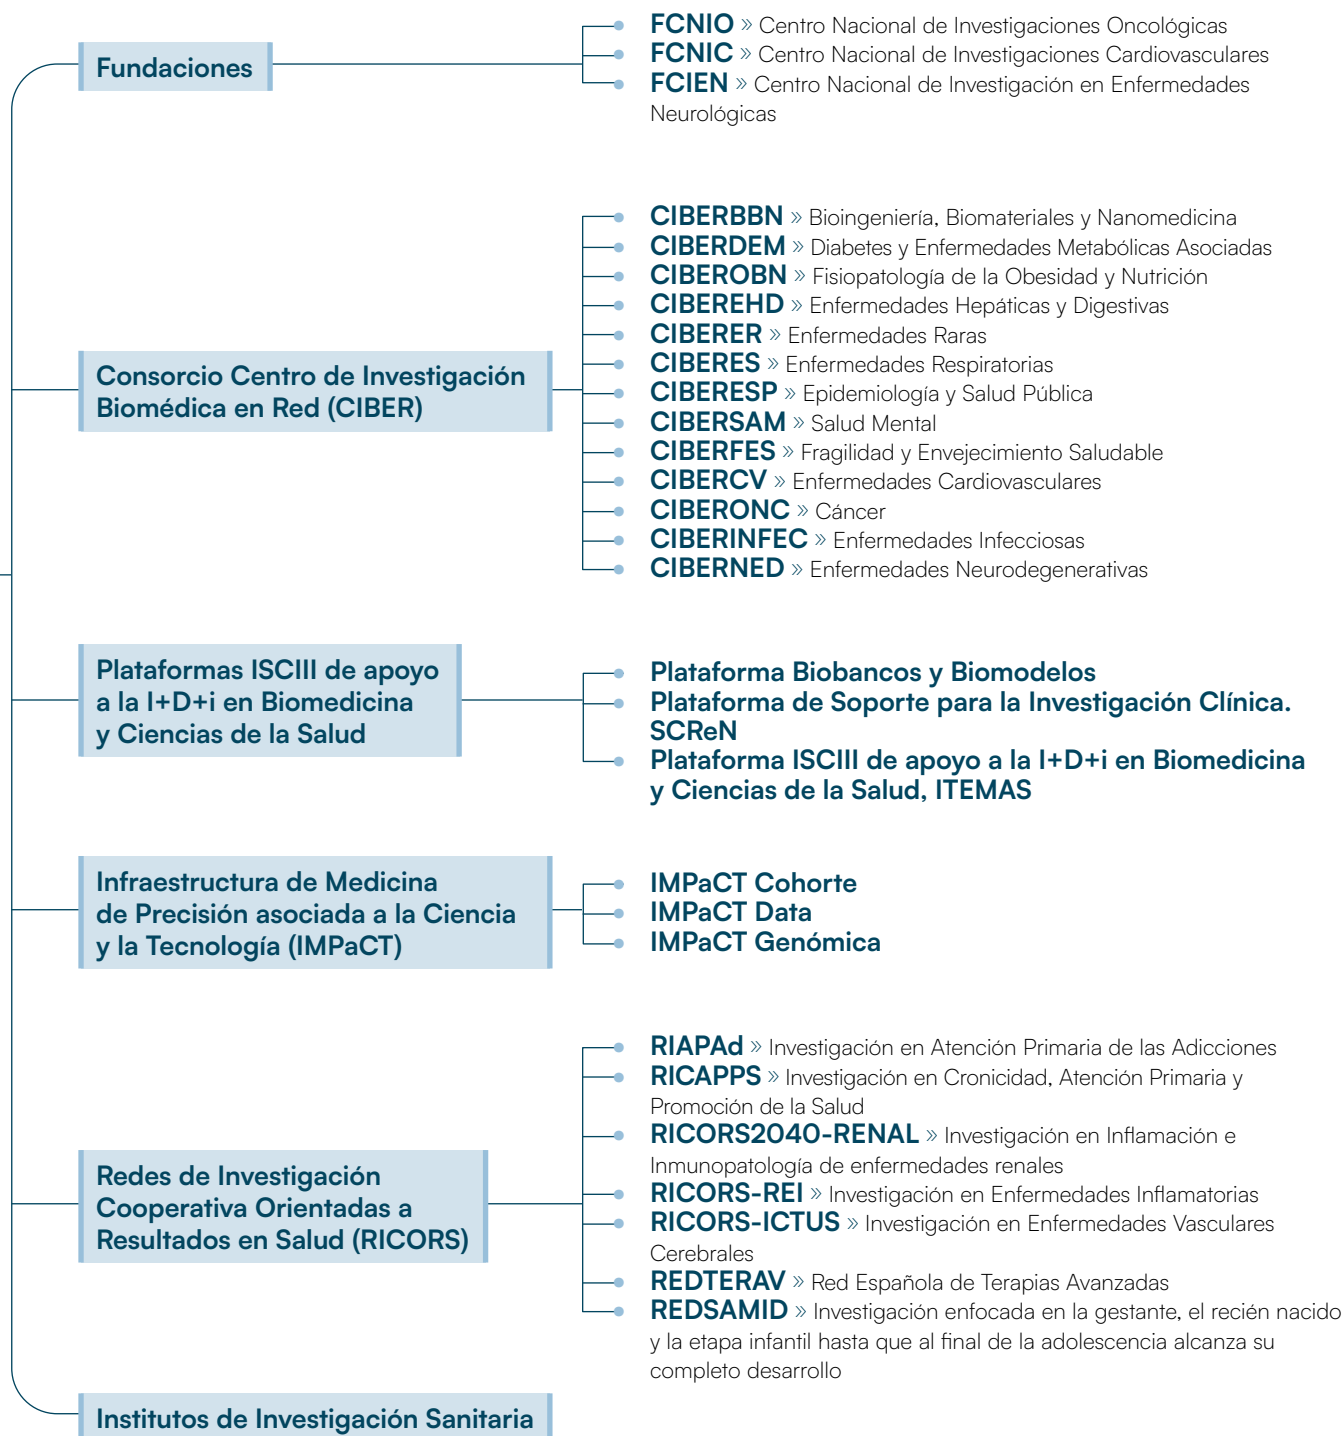 Fundaciones
FCNIO » Centro Nacional de Investigaciones Oncológicas
FCNIC » Centro Nacional de Investigaciones Cardiovasculares
FCIEN » Centro Nacional de Investigación en Enfermedades
Neurológicas
Consorcio Centro de Investigación
Biomédica en Red (CIBER)
CIBERBBN » Bioingeniería, Biomateriales y Nanomedicina
CIBERDEM » Diabetes y Enfermedades Metabólicas Asociadas
CIBEROBN » Fisiopatología de la Obesidad y Nutrición
CIBEREHD » Enfermedades Hepáticas y Digestivas
CIBERER » Enfermedades Raras
CIBERES » Enfermedades Respiratorias
CIBERESP » Epidemiología y Salud Pública
CIBERSAM » Salud Mental
CIBERFES » Fragilidad y Envejecimiento Saludable
CIBERCV » Enfermedades Cardiovasculares
CIBERONC » Cáncer
CIBERINFEC » Enfermedades Infecciosas
CIBERNED » Enfermedades Neurodegenerativas
Plataformas ISCIII de apoyo
a la I+D+i en Biomedicina
y Ciencias de la Salud
Plataforma Biobancos y Biomodelos
Plataforma de Soporte para la Investigación Clínica.
SCReN
Plataforma ISCIII de apoyo a la I+D+i en Biomedicina
y Ciencias de la Salud, ITEMAS
Infraestructura de Medicina
de Precisión asociada a la Ciencia
y la Tecnología (IMPaCT)
IMPaCT Cohorte
IMPaCT Data
IMPaCT Genómica
Redes de Investigación
Cooperativa Orientadas a
Resultados en Salud (RICORS)
RIAPAd » Investigación en Atención Primaria de las Adicciones
RICAPPS » Investigación en Cronicidad, Atención Primaria y
Promoción de la Salud
RICORS2040-RENAL » Investigación en Inflamación e
Inmunopatología de enfermedades renales
RICORS-REI » Investigación en Enfermedades Inflamatorias
RICORS-ICTUS » Investigación en Enfermedades Vasculares
Cerebrales
REDTERAV » Red Española de Terapias Avanzadas
REDSAMID » Investigación enfocada en la gestante, el recién nacido
y la etapa infantil hasta que al final de la adolescencia alcanza su
completo desarrollo
Institutos de Investigación Sanitaria